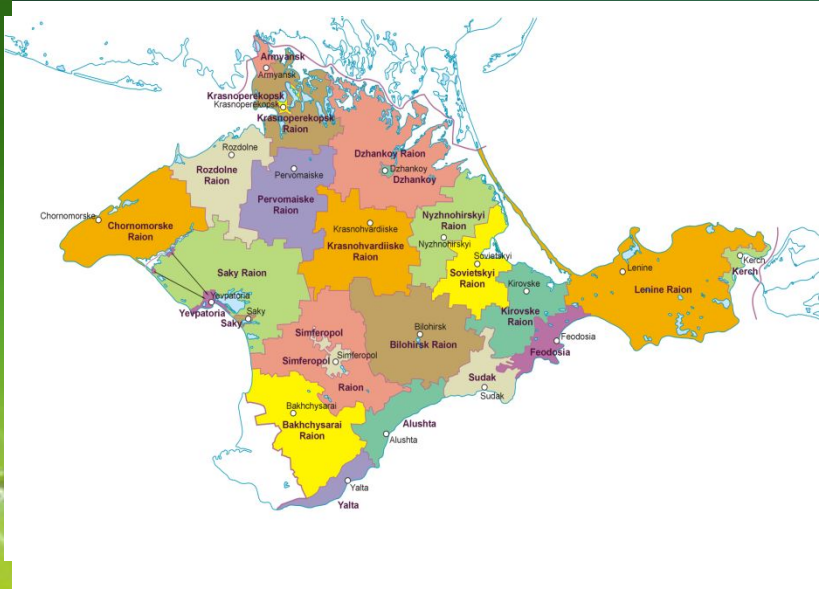 Armyansk
Armyansk
Krasnoperekopsk
Krasnoperekopsk
Krasnoperekopsk
Raion
Rozdolne
Rozdolne
Raion
Pervomaiske
Pervomaiske
Raion
Dzhankoy Raion
Dzhankoy
Dzhankoy
Chornomorske
Chornomorske
Raion
Krasnohvardiiske
Krasnohvardiiske
Raion
Nyzhnohirskyi
Raion
Nyzhnohirskyi
Sovietskyi
Sovietskyi
Raion
Saky Raion
Yevpatoria
Yevpatoria
Saky
Saky
Kirovske
Kirovske
Raion
Lenine
Lenine Raion
Kerch
Kerch
Simferopol
Simferopol
Simferopol
Raion
Bilohirsk
Bilohirsk Raion
Feodosia
Feodosia
Sudak
Sudak
Bakhchysarai
Bakhchysarai
Raion
Alushta
Alushta
Yalta
Yalta